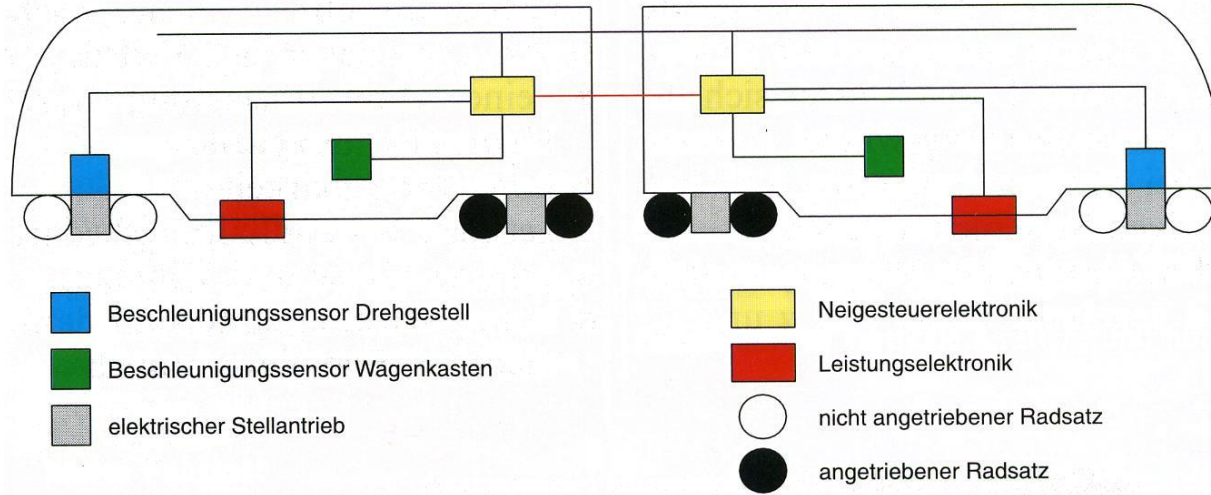 Beschleunigungssensor Drehgestell
Beschleunigungssensor Wagenkasten
elektrischer Stellantrieb
Neigesteuerelektronik
Leistungselektronik
nicht angetriebener Radsatz
angetriebener Radsatz